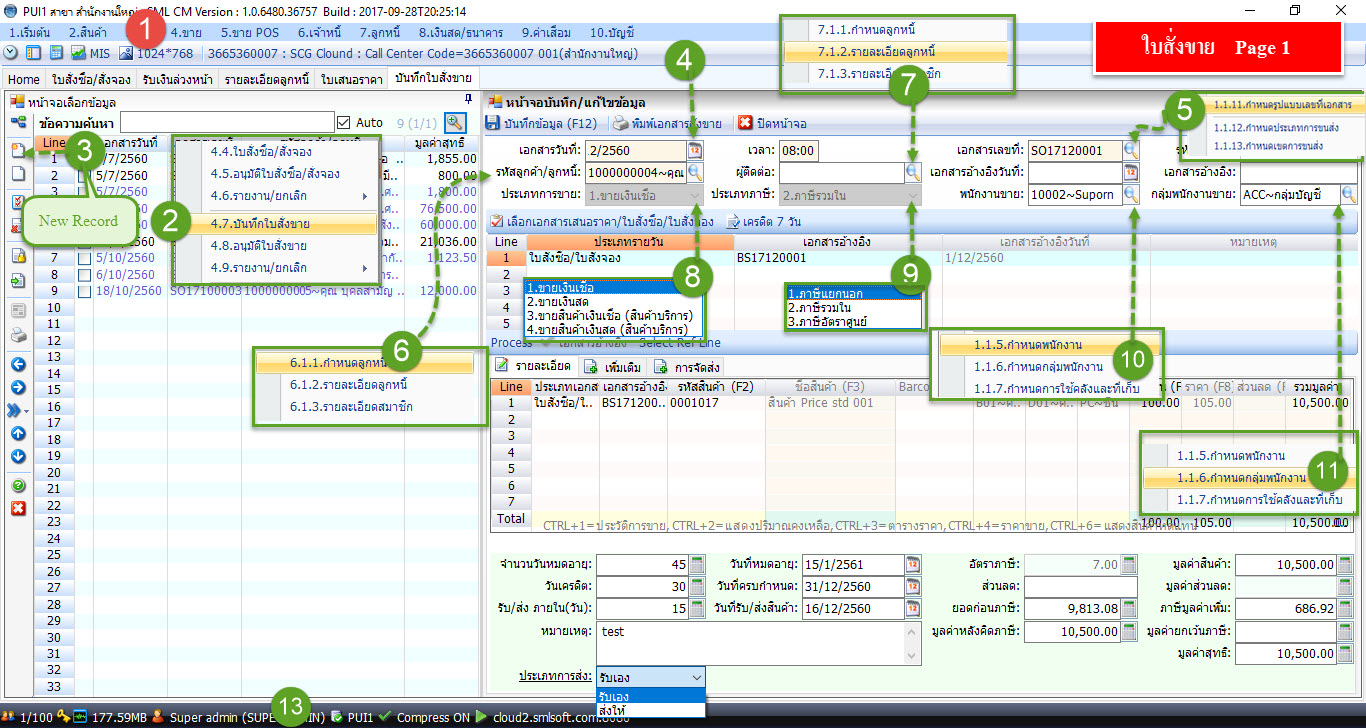 PUI1 สาขา สำนักงานใหญ่ : SML CM Version : 1.0.6480.36757 Build : 2017-09-28T20:25:14
1.เริ่มต้น 2.สินค้า 4.ขาย 5.ขาย POS 6.เจ้าหนี้ 7.ลูกหนี้ 8.เงินสด/ธนาคาร 9.ค่าเสื่อม 10.บัญชี
1
MIS 1024*768 3665360007 : SCG Clound : Call Center Code=3665360007 001(สำนักงานใหญ่)
Home ใบสั่งซื้อ/สั่งจอง รับเงินล่วงหน้า รายละเอียดลูกหนี้ ใบเสนอราคา บันทึกใบสั่งขาย
ใบสั่งขาย Page 1
7.1.1.กำหนดลูกหนี้
7.1.2.รายละเอียดลูกหนี้
7.1.3.รายละเอียดสมาชิก
4
7
5
1.1.11.กำหนดรูปแบบเลขที่เอกสาร
1.1.12.กำหนดประเภทการขนส่ง
1.1.13.กำหนดเขตการขนส่ง
หน้าจอเลือกข้อมูล
ข้อความค้นหา Auto 9 (1/1)
Line เอกสารวันที่ มูลค่าสุทธิ
1 5/7/2560 1,855.00
2 5/7/2560 800.00
1,800.00
76,500.00
60,000.00
21,036.00
7 5/10/2560 1,123.50
8 6/10/2560
9 18/10/2560 SO17100003 1000000005~คุณ บุคสามัญ .. 12,000.00
10
11
12
13
14
15
16
17
18
19
20
21
22
23
24
25
26
27
28
29
30
31
32
33
3
New Record
2
4.4.ใบสั่งซื้อ/สั่งจอง
4.5.อนุมัติใบสั่งซื้อ/สั่งจอง
4.6.รายงาน/ยกเลิก
4.7.บันทึกใบสั่งขาย
4.8.อนุมัติใบสั่งขาย
4.9.รายงาน/ยกเลิก
6
6.1.1.กำหนดลูกหนี้
6.1.2.รายละเอียดลูกหนี้
6.1.3.รายละเอียดสมาชิก
หน้าจอบันทึก/แก้ไขข้อมูล
บันทึกข้อมูล (F12) พิมพ์เอกสารสั่งขาย ปิดหน้าจอ
เอกสารวันที่: 2/2560 เวลา: 08:00 เอกสารเลขที่: SO17120001
รหัสลูกค้า/ลูกหนี้: 1000000004~คุณ ผู้ติดต่อ: เอกสารอ้างอิงวันที่: เอกสารอ้างอิง:
ประเภทการขาย: 1.ขายเงินเชื่อ ประเภทภาษี: 2.ภาษีรวมใน พนักงานขาย: 10002~Suporn กลุ่มพนักงานขาย: ACC~กลุ่มบัญชี
เลือกเอกสารเสนอราคา/ใบสั่งซื้อ/ใบสั่งจอง เครดิต 7 วัน
Line ประเภทรายวัน เอกสารอ้างอิง เอกสารอ้างอิงวันที่ หมายเหตุ
1 ใบสั่งซื้อ/ใบสั่งจอง BS17120001 1/12/2560
2
3
4
5
8
1.ขายเงินเชื่อ
2.ขายเงินสด
3.ขายสินค้าเงินเชื่อ (สินค้าบริการ)
4.ขายสินค้าเงินสด (สินค้าบริการ)
9
1.ภาษีแยกนอก
2.ภาษีรวมใน
3.ภาษีอัตราศูนย์
Process เอกสารอ้างอิง Select Ref Line
10
1.1.5.กำหนดพนักงาน
1.1.6.กำหนดกลุ่มพนักงาน
1.1.7.กำหนดการใช้คลังและที่เก็บ
รายละเอียด เพิ่มเติม การจัดส่ง
Line ประเภทเอกส เอกสารอ้างอิ รหัสสินค้า (F2) ชื่อสินค้า (F3) Barco ราคา (F8) ส่วนลด (F รวมมูลค่า
1 ใบสั่งซื้อ/ใ.. BS171200... 0001017 สินค้า Price std 001 B01~ค.. D01~ค.. PC~ชิ้น 100.00 105.00 10,500.00
2
3
4
5
6
7
11
1.1.5.กำหนดพนักงาน
1.1.6.กำหนดกลุ่มพนักงาน
1.1.7.กำหนดการใช้คลังและที่เก็บ
Total 100.00 105.00 10,500.00
CTRL+1=ประวัติการขาย, CTRL+2=แสดงปริมาณคงเหลือ, CTRL+3=ตารางราคา, CTRL+4=ราคาขาย, CTRL+6=แสดงสินค้าทดแทน
จำนวนวันหมดอายุ: 45 วันที่หมดอายุ: 15/1/2561 อัตราภาษี: 7.00 มูลค่าสินค้า: 10,500.00
วันเครดิต: 30 วันที่ครบกำหนด: 31/12/2560 ส่วนลด: มูลค่าส่วนลด:
รับ/ส่ง ภายใน(วัน): 15 วันที่รับ/ส่งสินค้า: 16/12/2560 ยอดก่อนภาษี: 9,813.08 ภาษีมูลค่าเพิ่ม: 686.92
หมายเหตุ: test มูลค่าหลังคิดภาษี: 10,500.00 มูลค่ายกเว้นภาษี:
มูลค่าสุทธิ: 10,500.00
ประเภทการส่ง: รับเอง
รับเอง
ส่งให้
13
1/100 177.59MB Super admin (SUPERADMIN) PUI1 Compress ON cloud2.smlsoft.com:8080